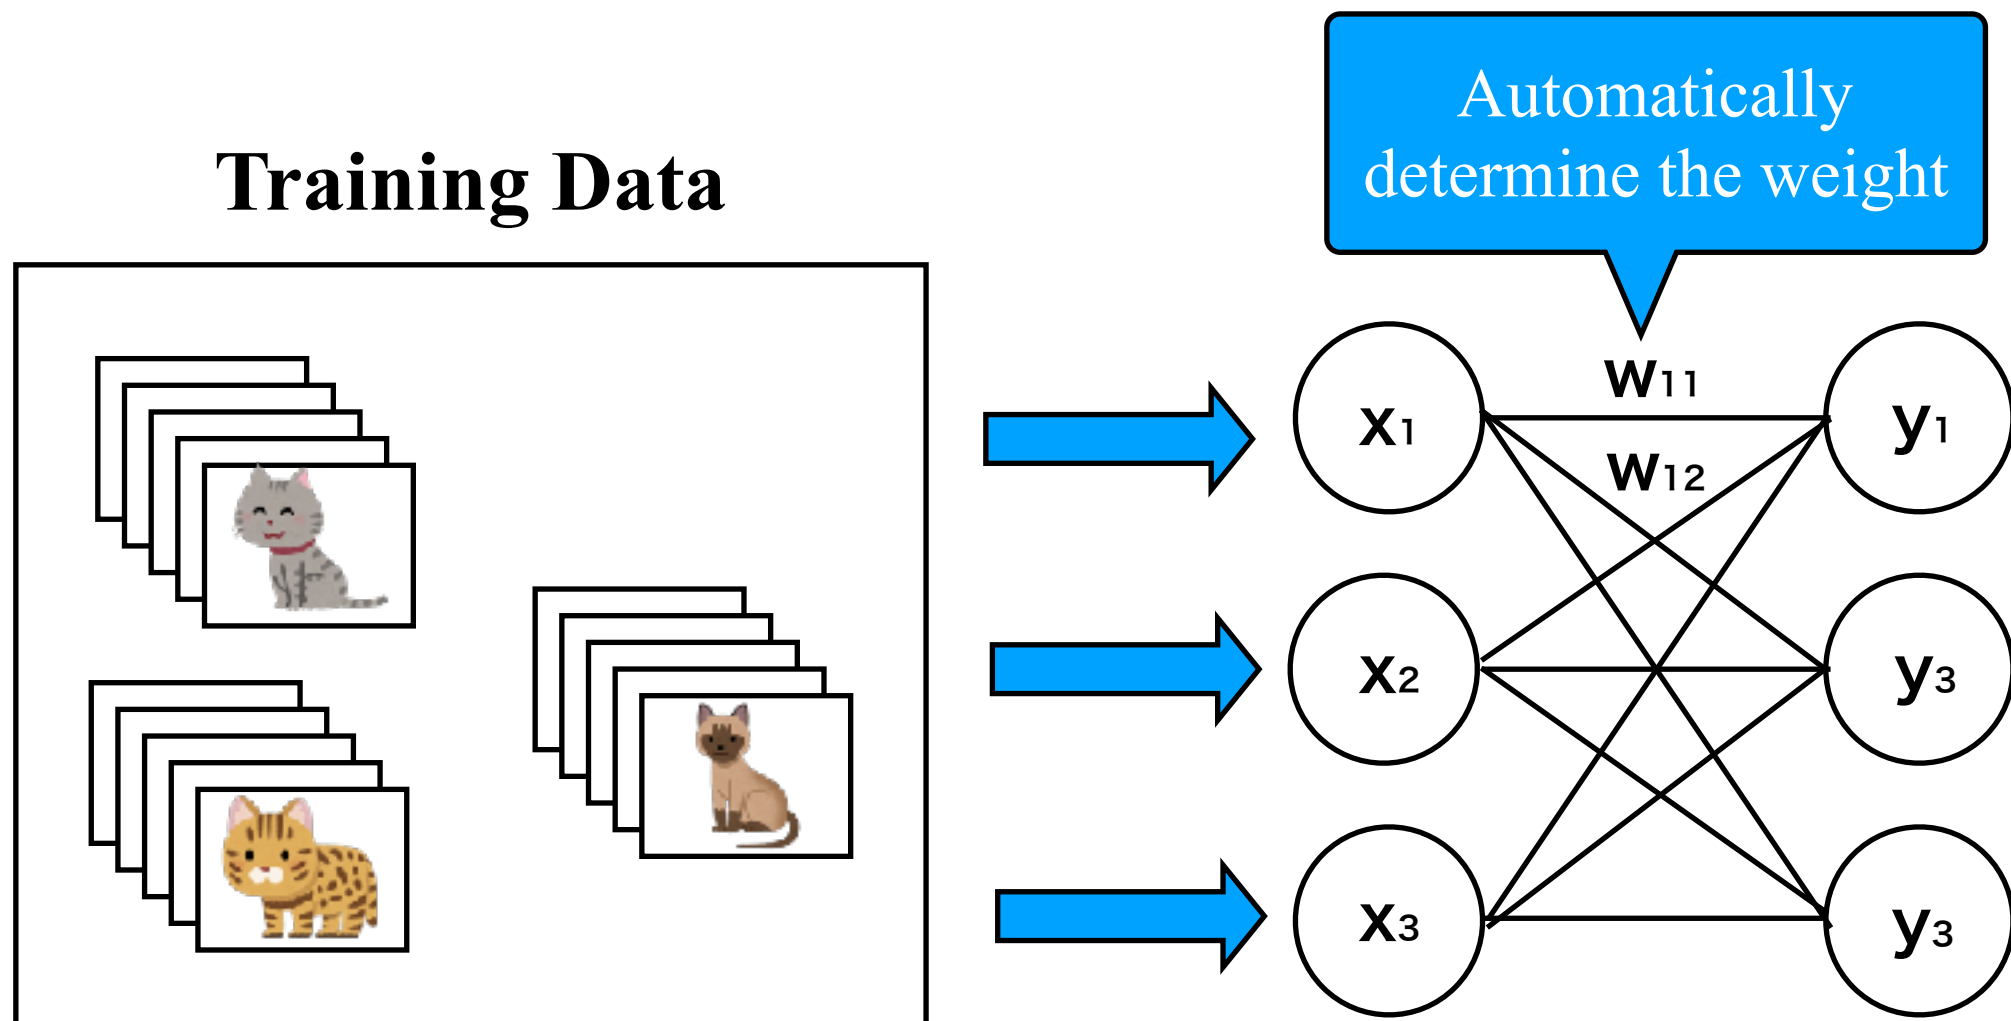 Automatically
determine the weight
Training Data
w₁₁
x₁
y₁
w₁₂
x₂
y₃
x₃
y₃